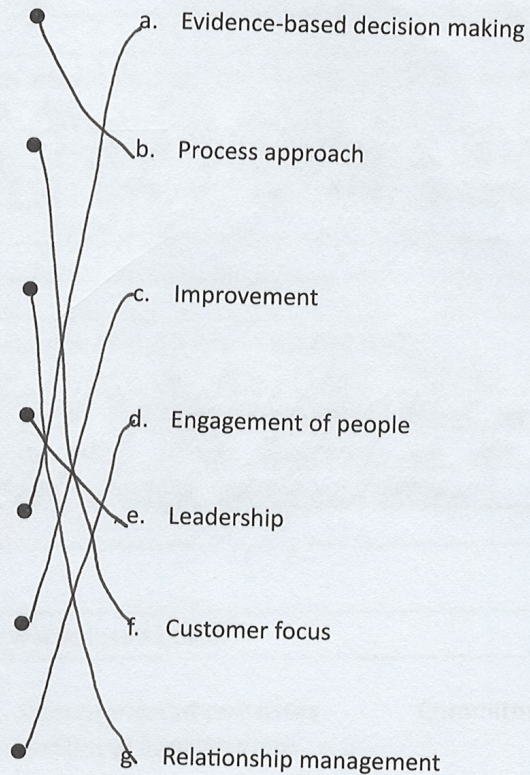 a. Evidence-based decision making
b. Process approach
c. Improvement
d. Engagement of people
e. Leadership
f. Customer focus
g. Relationship management